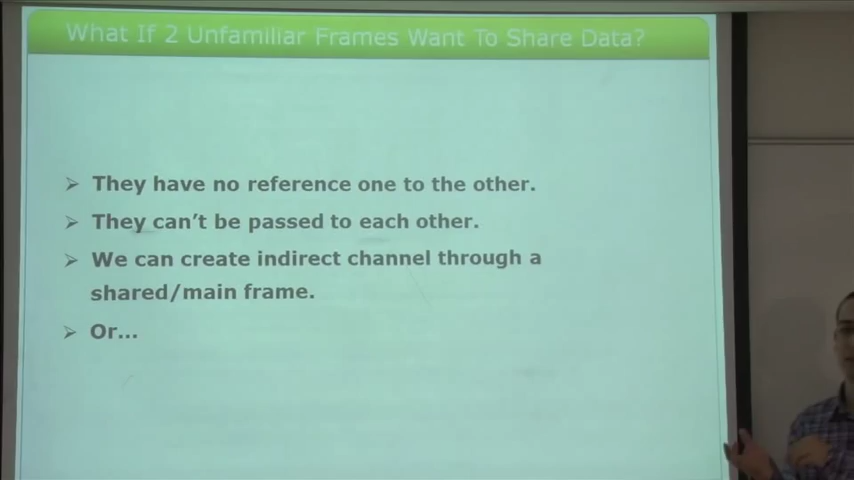 What If 2 Unfamiliar Frames Want To Share Data?
They have no reference one to the other.
They can't be passed to each other.
We can create indirect channel through a
shared/main frame.
Or...